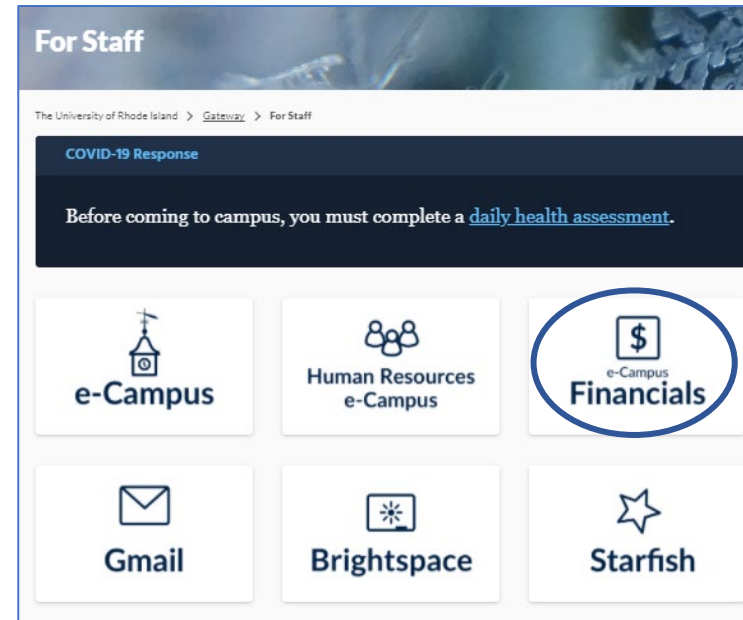 For Staff
The University of Rhode Island > Gateway > For Staff
COVID-19 Response
Before coming to campus, you must complete a daily health assessment.
e-Campus
Human Resources
e-Campus
$
e-Campus
Financials
Gmail
Brightspace
Starfish